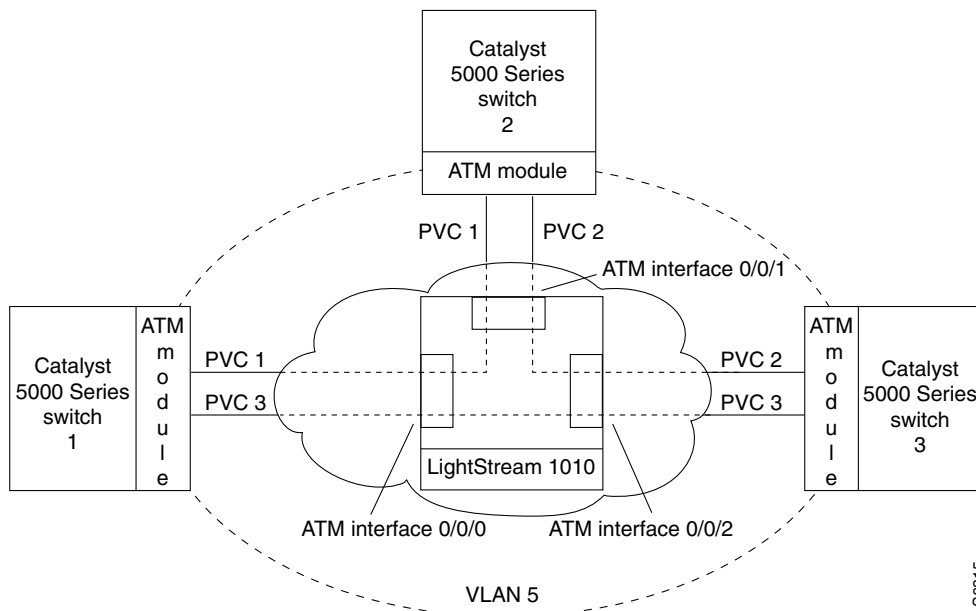 Catalyst
5000 Series
switch
2
ATM module
PVC 1
PVC 2
ATM interface 0/0/1
Catalyst
5000 Series
switch
1
ATM
m
o
d
u
l
e
PVC 1
PVC 3
PVC 2
PVC 3
ATM
m
o
d
u
l
e
Catalyst
5000 Series
switch
3
LightStream 1010
ATM interface 0/0/0
ATM interface 0/0/2
VLAN 5